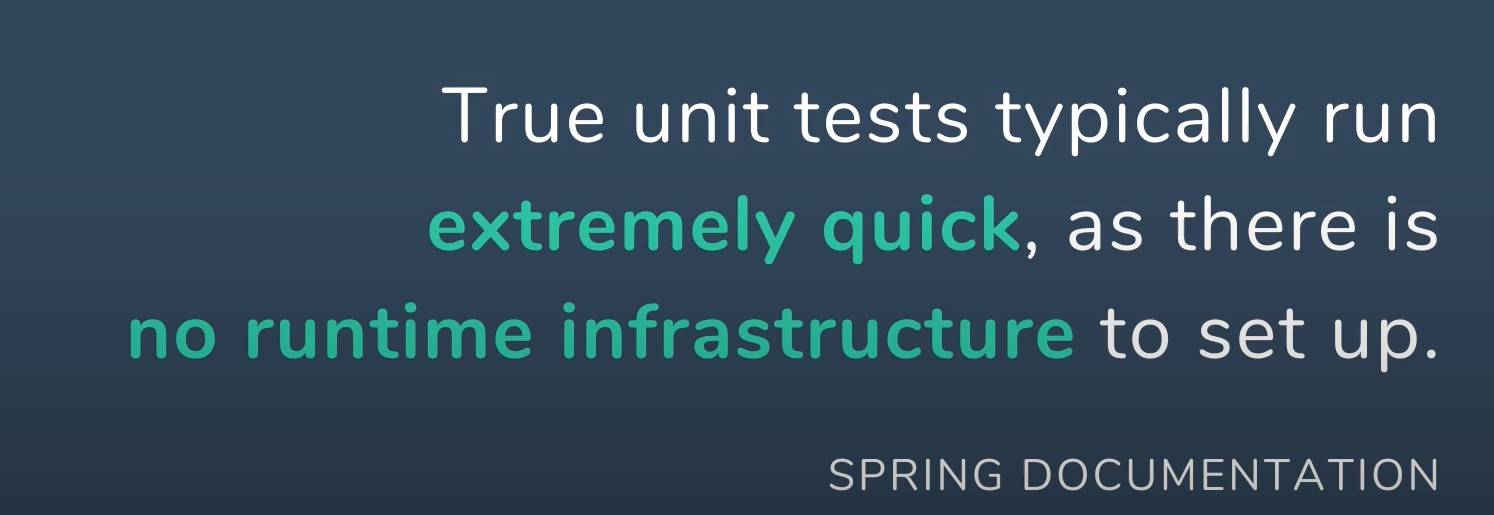 True unit tests typically run
extremely quick, as there is
no runtime infrastructure to set up.
SPRING DOCUMENTATION